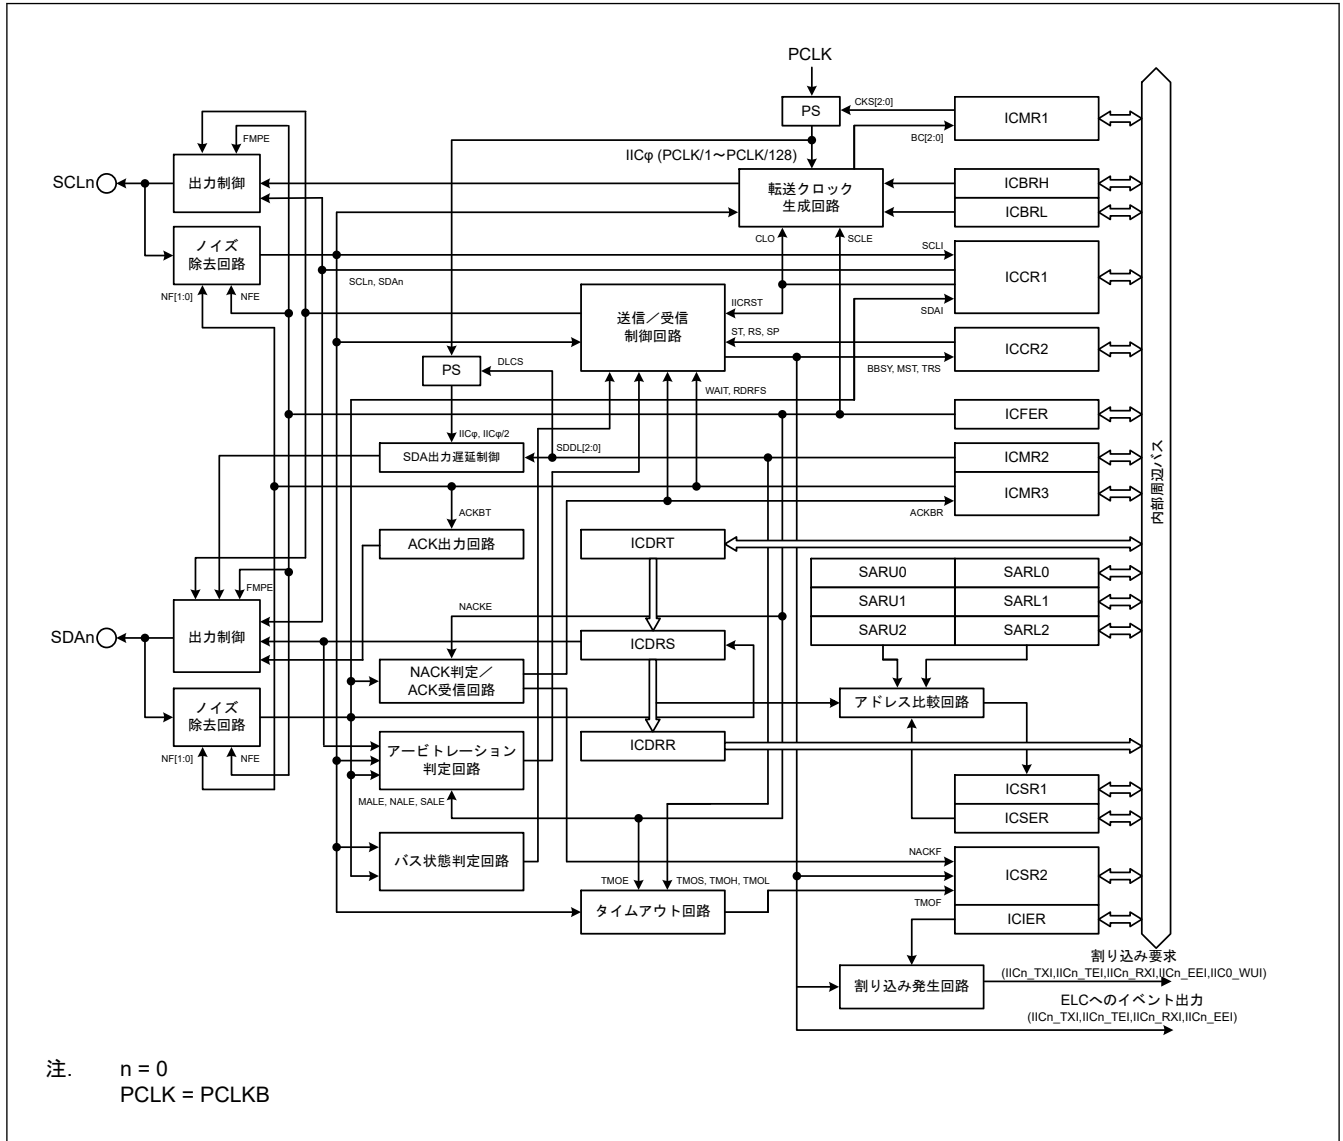 PCLK
PS
CKS[2:0]
ICMR1
BC[2:0]
FMPE
IICφ (PCLK/1～PCLK/128)
SCLn
出力制御
転送クロック
生成回路
ICBRH
ICBRL
ノイズ
除去回路
CLO
SCLE
SCLI
ICCR1
SCLn, SDAn
NF[1:0]
NFE
IICRST
SDAI
送信／受信
制御回路
ST, RS, SP
ICCR2
BBSY, MST, TRS
PS
DLCS
WAIT, RDRFS
ICFER
IICφ, IICφ/2
SDDL[2:0]
SDA出力遅延制御
ICMR2
ICMR3
ACKBT
ACKBR
内部周辺バス
ACK出力回路
ICDRT
SARU0
SARL0
FMPE
SARU1
SARL1
NACKE
SDAn
出力制御
ICDRS
SARU2
SARL2
NACK判定／
ACK受信回路
アドレス比較回路
ノイズ
除去回路
NF[1:0]
NFE
アービトレーション
判定回路
ICDRR
ICSR1
MALE, NALE, SALE
ICSER
バス状態判定回路
NACKF
ICSR2
TMOE
TMOS, TMOH, TMOL
TMOF
タイムアウト回路
ICIER
割り込み要求
(IICn_TXI,IICn_TEI,IICn_RXI,IICn_EEI,IIC0_WUI)
割り込み発生回路
ELCへのイベント出力
(IICn_TXI,IICn_TEI,IICn_RXI,IICn_EEI)
注. n = 0
PCLK = PCLKB